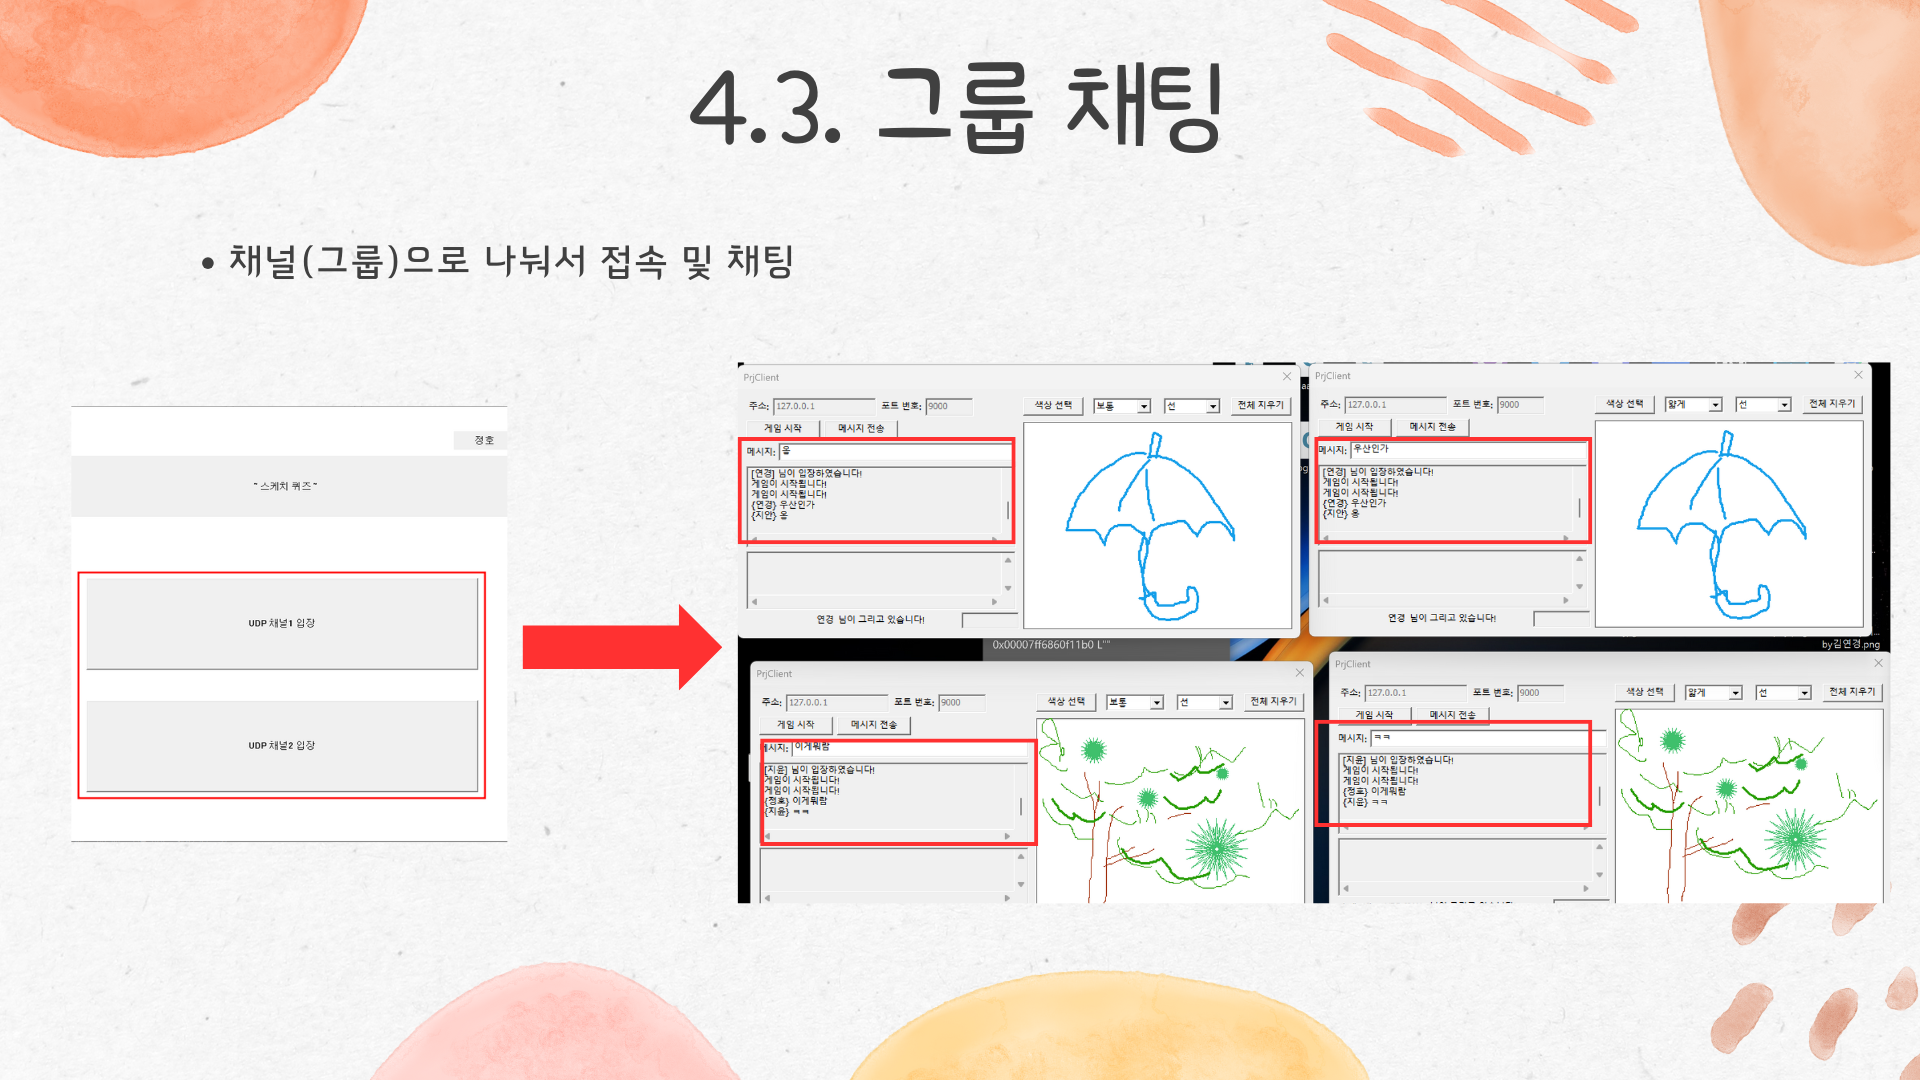 4.3. 그룹 채팅
• 채널(그룹)으로 나눠서 접속 및 채팅
정호
" 스케치 퀴즈 "
UDP 채널1 입장
UDP 채널2 입장
PrjClient
주소: 127.0.0.1 포트 번호: 9000 색상 선택 보통 선 전체 지우기
게임 시작 메시지 전송
메시지: 옹
[연경] 님이 입장하였습니다!
게임이 시작됩니다!
게임이 시작됩니다!
{연경} 우산인가
{지안} 옹
연경 님이 그리고 있습니다!
PrjClient
주소: 127.0.0.1 포트 번호: 9000 색상 선택 얇게 선 전체 지우기
게임 시작 메시지 전송
메시지: 우산인가
[연경] 님이 입장하였습니다!
게임이 시작됩니다!
게임이 시작됩니다!
{연경} 우산인가
{지안} 옹
연경 님이 그리고 있습니다!
0x00007ff6860f11b0 L""
by김연경.png
PrjClient
주소: 127.0.0.1 포트 번호: 9000 색상 선택 보통 선 전체 지우기
게임 시작 메시지 전송
메시지: 이게뭐람
[지윤] 님이 입장하였습니다!
게임이 시작됩니다!
게임이 시작됩니다!
{정호} 이게뭐람
{지윤} ㅋㅋ
PrjClient
주소: 127.0.0.1 포트 번호: 9000 색상 선택 얇게 선 전체 지우기
게임 시작 메시지 전송
메시지: ㅋㅋ
[지윤] 님이 입장하였습니다!
게임이 시작됩니다!
게임이 시작됩니다!
{정호} 이게뭐람
{지윤} ㅋㅋ